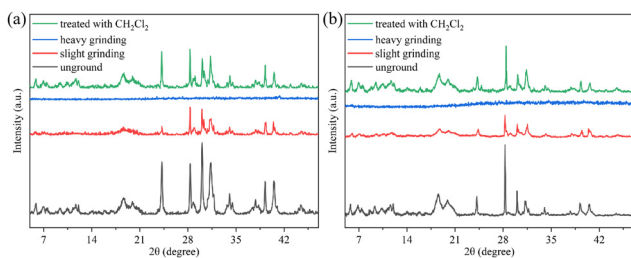 (a)
treated with CH₂Cl₂
heavy grinding
slight grinding
unground
Intensity (a.u.)
7 14 21 28 35 42
2θ (degree)
(b)
treated with CH₂Cl₂
heavy grinding
slight grinding
unground
Intensity (a.u.)
7 14 21 28 35 42
2θ (degree)